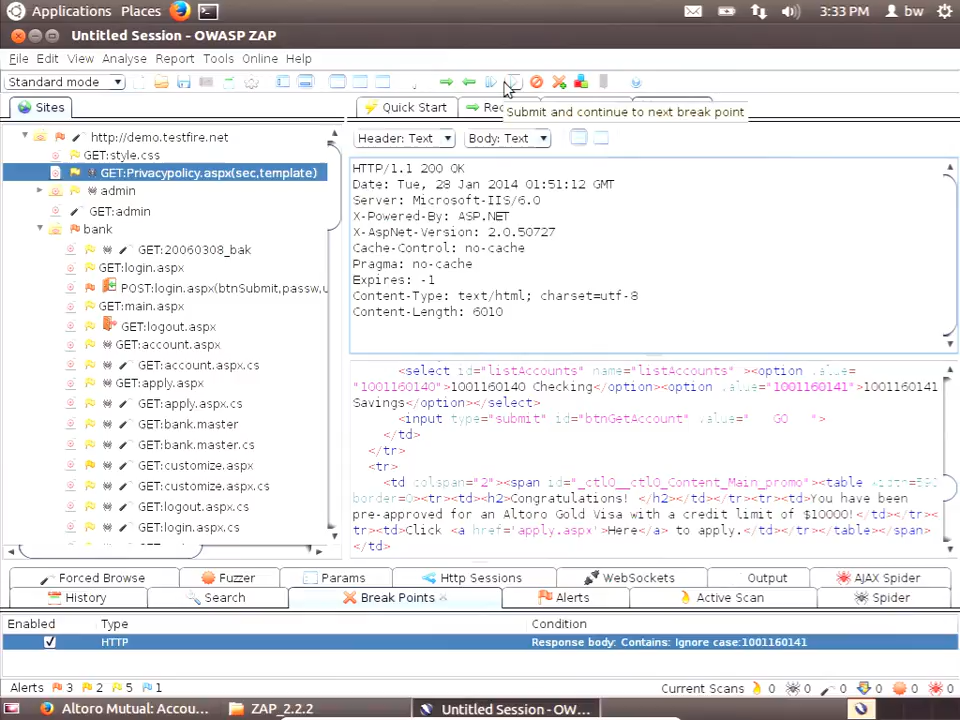 Applications Places 3:33 PM bw
Untitled Session - OWASP ZAP
File Edit View Analyse Report Tools Online Help
Standard mode
Sites
Quick Start
Submit and continue to next break point
Header: Text Body: Text
http://demo.testfire.net
GET:style.css
GET:Privacypolicy.aspx(sec,template)
admin
GET:admin
bank
GET:20060308_bak
GET:login.aspx
POST:login.aspx(btnSubmit,passw,u
GET:main.aspx
GET:logout.aspx
GET:account.aspx
GET:account.aspx.cs
GET:apply.aspx
GET:apply.aspx.cs
GET:bank.master
GET:bank.master.cs
GET:customize.aspx
GET:customize.aspx.cs
GET:logout.aspx.cs
GET:login.aspx.cs
HTTP/1.1 200 OK
Date: Tue, 28 Jan 2014 01:51:12 GMT
Server: Microsoft-IIS/6.0
X-Powered-By: ASP.NET
X-AspNet-Version: 2.0.50727
Cache-Control: no-cache
Pragma: no-cache
Expires: -1
Content-Type: text/html; charset=utf-8
Content-Length: 6010
<select id="listAccounts" name="listAccounts" ><option value=
"1001160140">1001160140 Checking</option><option value="1001160141">1001160141
Savings</option></select>
<input type="submit" id="btnGetAccount" value="   GO   ">
</td>
</tr>
<tr>
<td colspan="2"><span id="_ctl0__ctl0_Content_Main_promo"><table width=590
border=0><tr><td><h2>Congratulations! </h2></td></tr><tr><td>You have been
pre-approved for an Altoro Gold Visa with a credit limit of $10000!</td></tr><
tr><td>Click <a href='apply.aspx'>Here</a> to apply.</td></tr></table></span>
</td>
Forced Browse Fuzzer Params Http Sessions WebSockets Output AJAX Spider
History Search Break Points Alerts Active Scan Spider
Enabled Type Condition
HTTP Response body: Contains: Ignore case:1001160141
Alerts 3 2 5 1 Current Scans 0 0 0 0 0 0
Altoro Mutual: Accou... ZAP_2.2.2 Untitled Session - OW...